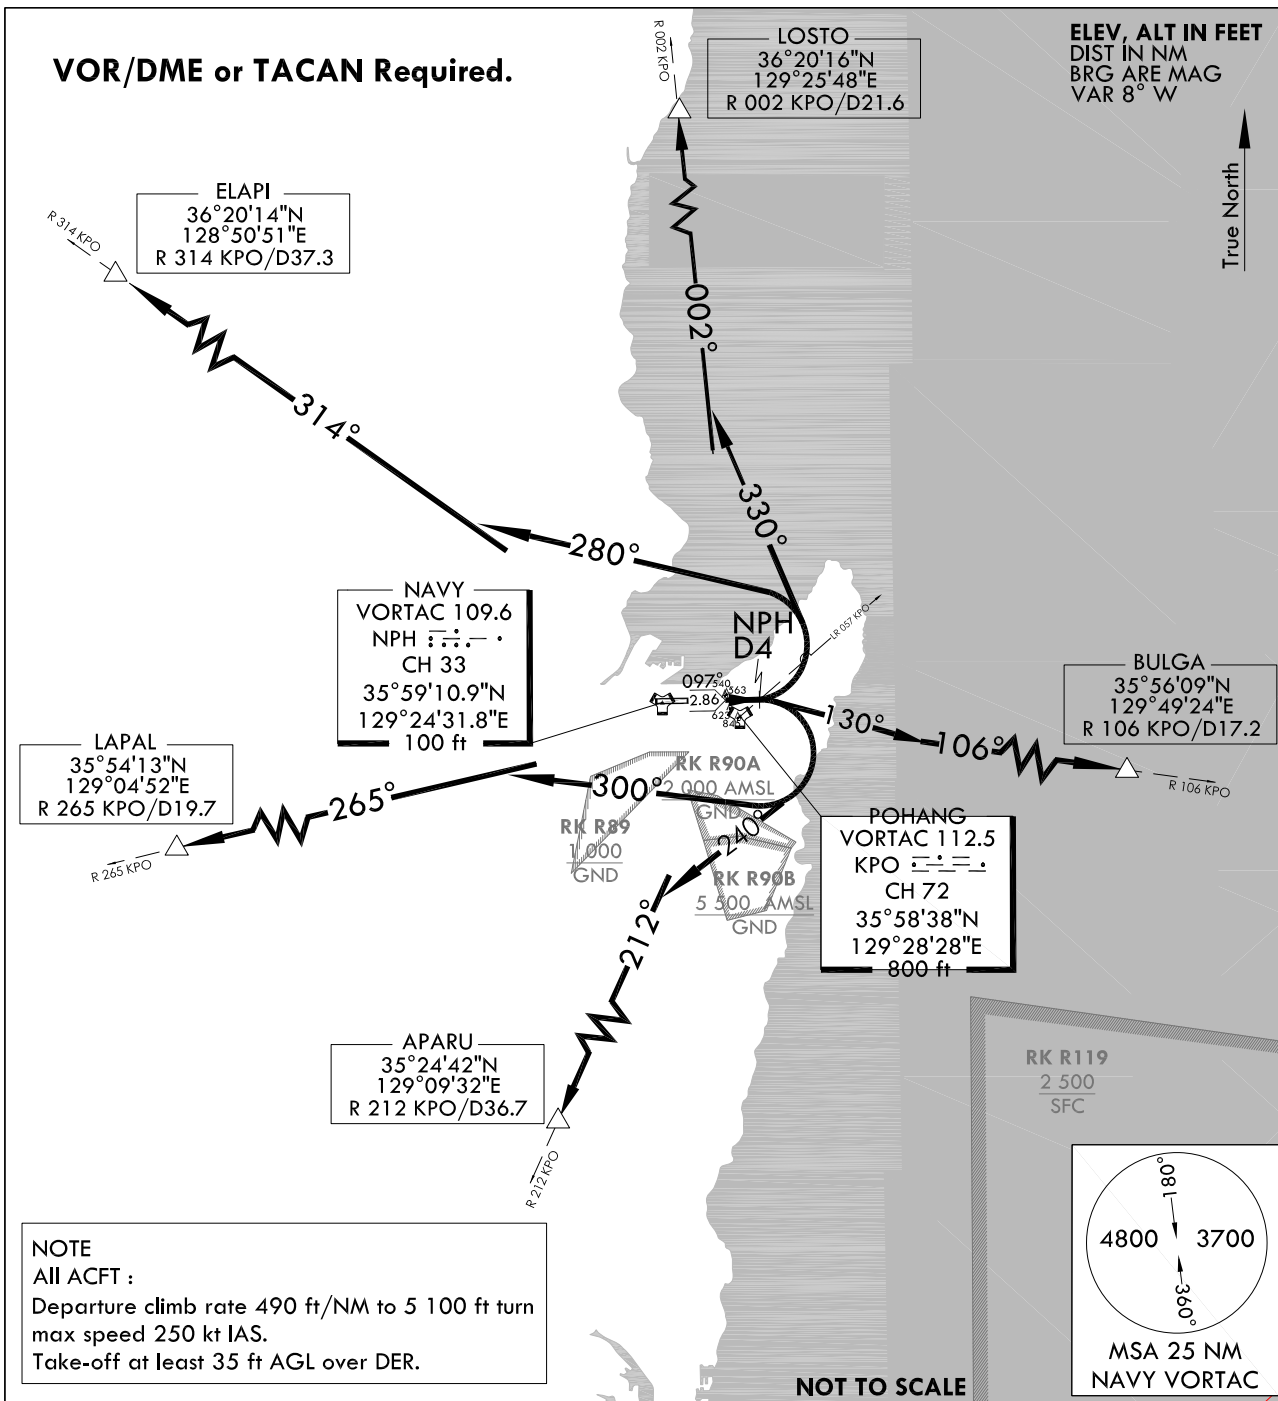 VOR/DME or TACAN Required.
R 002 KPO
LOSTO
36°20'16"N
129°25'48"E
R 002 KPO/D21.6
ELEV, ALT IN FEET
DIST IN NM
BRG ARE MAG
VAR 8° W
True North
ELAPI
36°20'14"N
128°50'51"E
R 314 KPO/D37.3
R 314 KPO
002°
314°
330°
280°
NAVY
VORTAC 109.6
NPH
CH 33
35°59'10.9"N
129°24'31.8"E
100 ft
NPH
D4
LR 057 KPO
097°
2.86
540
563
623
845
BULGA
35°56'09"N
129°49'24"E
R 106 KPO/D17.2
130°
106°
R 106 KPO
LAPAL
35°54'13"N
129°04'52"E
R 265 KPO/D19.7
R 265 KPO
265°
300°
RK R90A
2 000 AMSL
GND
RK R89
1 000
GND
240°
RK R90B
5 500 AMSL
GND
POHANG
VORTAC 112.5
KPO
CH 72
35°58'38"N
129°28'28"E
800 ft
212°
APARU
35°24'42"N
129°09'32"E
R 212 KPO/D36.7
R 212 KPO
RK R119
2 500
SFC
NOTE
All ACFT :
Departure climb rate 490 ft/NM to 5 100 ft turn
max speed 250 kt IAS.
Take-off at least 35 ft AGL over DER.
180°
4800
3700
360°
MSA 25 NM
NAVY VORTAC
NOT TO SCALE